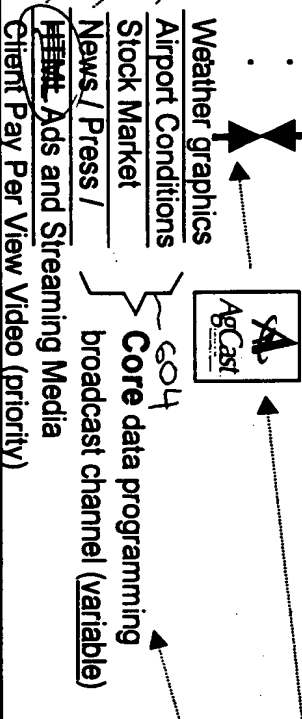 AgCast
Weather graphics
Airport Conditions
Stock Market
News / Press /
HTML Ads and Streaming Media
Client Pay Per View Video (priority)
604
Core data programming
broadcast channel (variable)